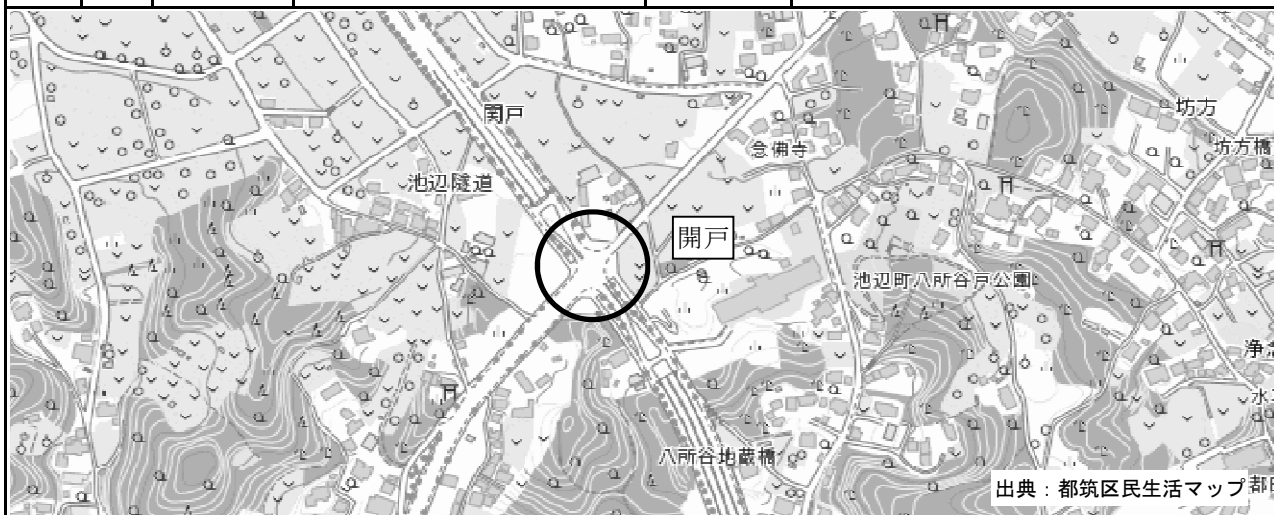 坊方
関戸
坊方橋
念佛寺
池辺隧道
開戸
池辺町八所谷戸公園
八所谷地蔵橋
出典：都筑区民生活マップ